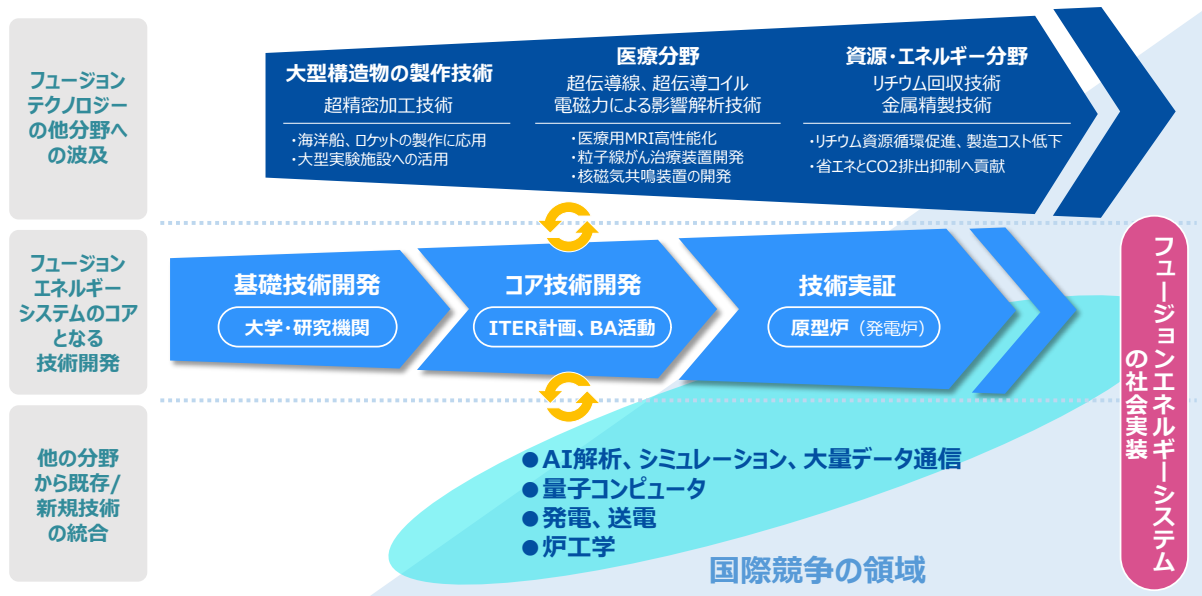 フュージョン
テクノロジー
の他分野へ
の波及
大型構造物の製作技術
超精密加工技術
・海洋船、ロケットの製作に応用
・大型実験施設への活用
医療分野
超伝導線、超伝導コイル
電磁力による影響解析技術
・医療用MRI高性能化
・粒子線がん治療装置開発
・核磁気共鳴装置の開発
資源・エネルギー分野
リチウム回収技術
金属精製技術
・リチウム資源循環促進、製造コスト低下
・省エネとCO2排出抑制へ貢献
フュージョン
エネルギー
システムのコア
となる
技術開発
基礎技術開発
大学・研究機関
コア技術開発
ITER計画、BA活動
技術実証
原型炉（発電炉）
他の分野
から既存/
新規技術
の統合
●AI解析、シミュレーション、大量データ通信
●量子コンピュータ
●発電、送電
●炉工学
国際競争の領域
フュージョンエネルギーシステム
の社会実装